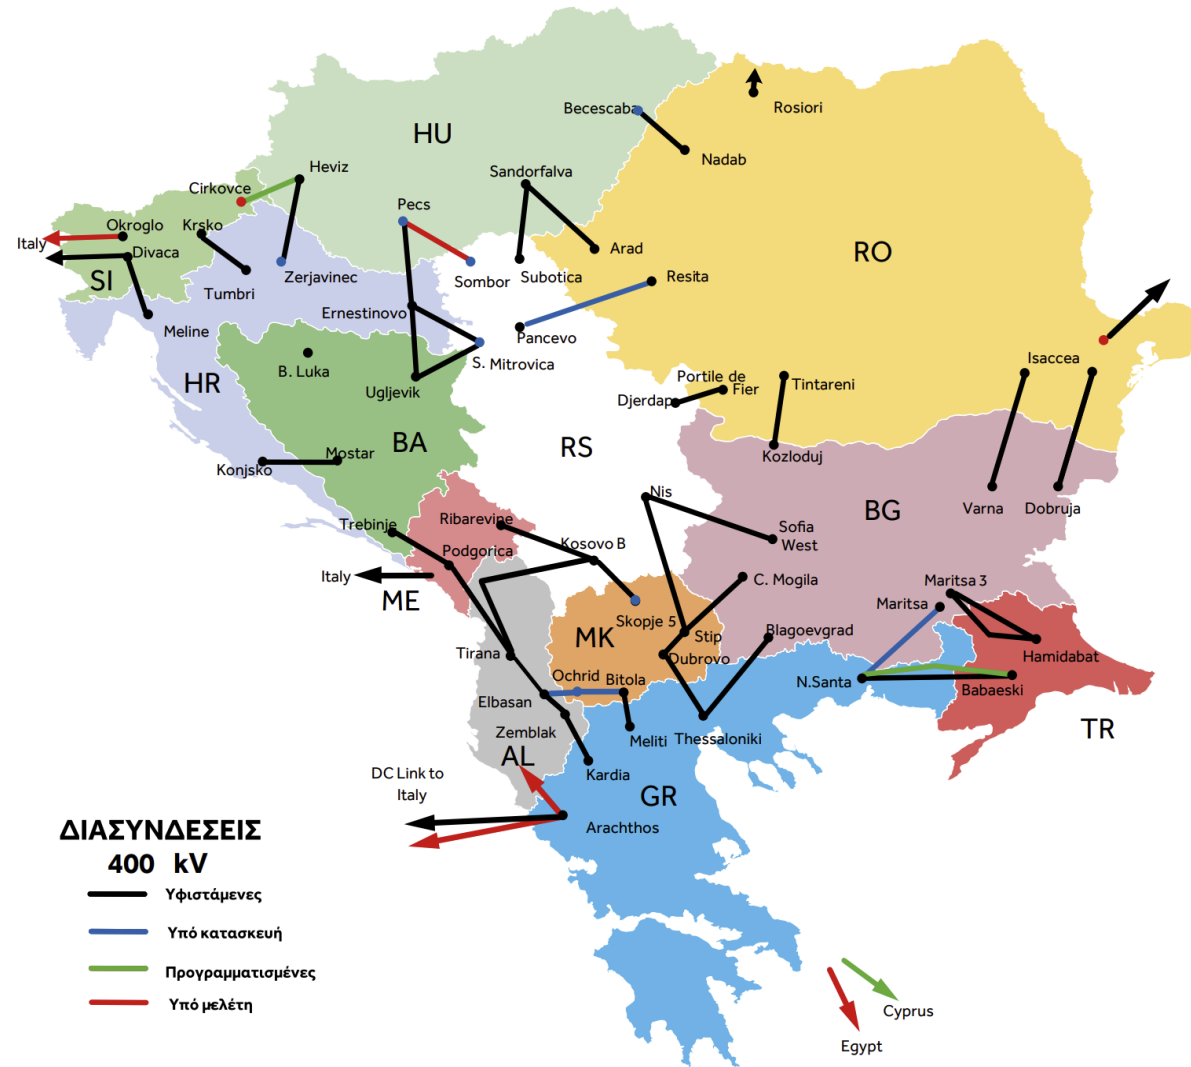 HU
Becescaba
Rosiori
Nadab
Heviz
Sandorfalva
Cirkovce
Pecs
Okroglo
Krsko
Italy
Divaca
Arad
RO
SI
Zerjavinec
Sombor
Subotica
Resita
Tumbri
Ernestinovo
Meline
Pancevo
S. Mitrovica
Isaccea
B. Luka
HR
Ugljevik
Portile de
Fier
Tintareni
Djerdap
BA
RS
Mostar
Konjsko
Kozloduj
Nis
BG
Varna
Dobruja
Trebinje
Ribarevine
Sofia
West
Podgorica
Kosovo B
Italy
C. Mogila
Maritsa 3
ME
Maritsa
Skopje 5
MK
Stip
Blagoevgrad
Tirana
Dubrovo
Hamidabat
Ochrid
Bitola
N.Santa
Babaeski
Elbasan
Zemblak
Meliti
Thessaloniki
TR
AL
Kardia
DC Link to
Italy
GR
Arachthos
ΔΙΑΣΥΝΔΕΣΕΙΣ
400 kV
Υφιστάμενες
Υπό κατασκευή
Προγραμματισμένες
Υπό μελέτη
Cyprus
Egypt